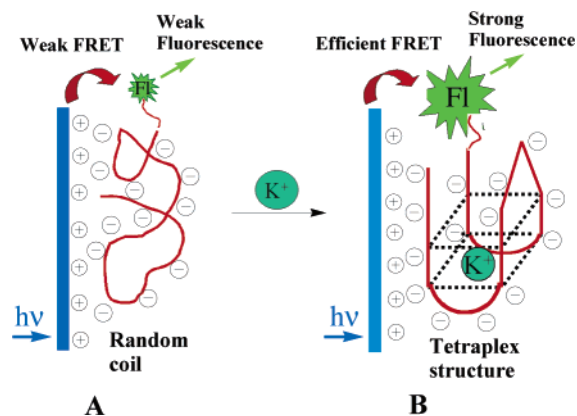 Weak
Weak FRET
Fluorescence
Fl
K⁺
hν
Random
coil
A
Strong
Efficient FRET
Fluorescence
Fl
K⁺
hν
Tetraplex
structure
B